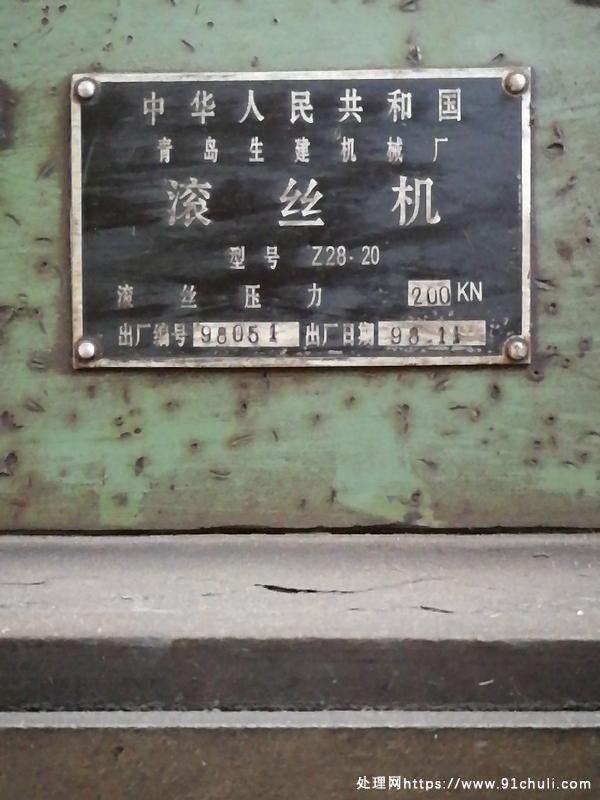 中华人民共和国
青岛生建机械厂
滚丝机
型号 Z28-20
滚丝压力 200 KN
出厂编号 98051 出厂日期 98.11
处理网https://www.91chuli.com/